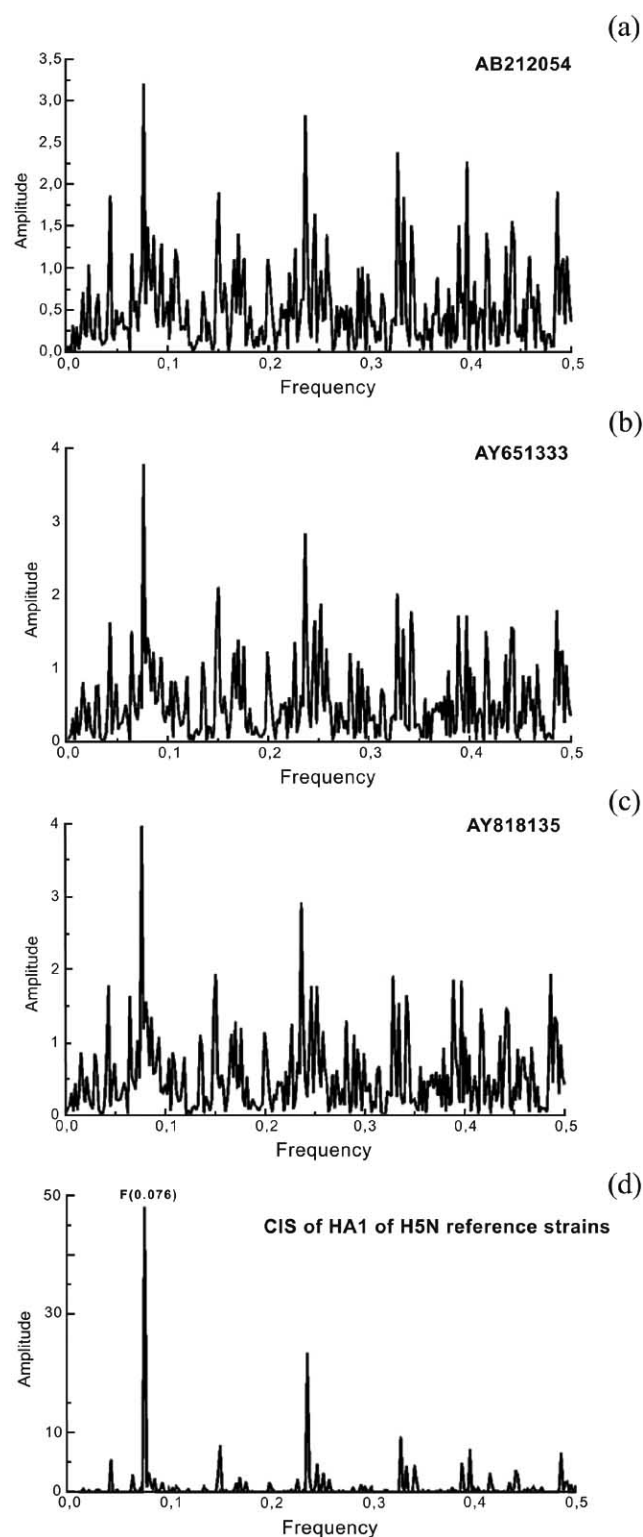 (a)
AB212054
3,5
3,0
2,5
2,0
1,5
1,0
0,5
0,0
Amplitude
0,0 0,1 0,2 0,3 0,4 0,5
Frequency
(b)
AY651333
4
3
2
1
0
Amplitude
0,0 0,1 0,2 0,3 0,4 0,5
Frequency
(c)
AY818135
4
3
2
1
0
Amplitude
0,0 0,1 0,2 0,3 0,4 0,5
Frequency
(d)
F(0.076)
CIS of HA1 of H5N reference strains
50
30
10
0
Amplitude
0,0 0,1 0,2 0,3 0,4 0,5
Frequency